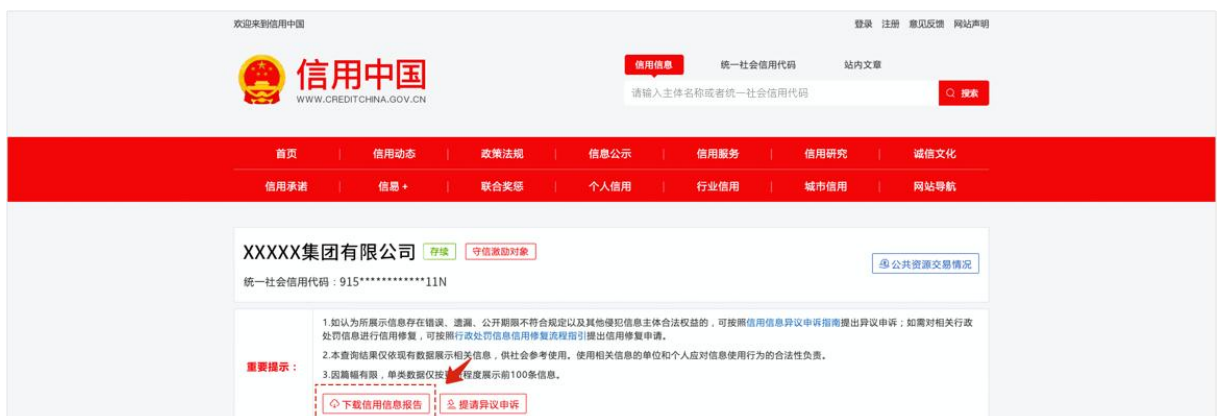 欢迎来到信用中国
登录 注册 意见反馈 网站声明
信用中国
WWW.CREDITCHINA.GOV.CN
信用信息 统一社会信用代码 站内文章
请输入主体名称或者统一社会信用代码 搜索
首页 信用动态 政策法规 信息公示 信用服务 信用研究 诚信文化
信用承诺 信易+ 联合奖惩 个人信用 行业信用 城市信用 网站导航
XXXXX集团有限公司 存续 守信激励对象
公共资源交易情况
统一社会信用代码：915************11N
重要提示：
1.如认为所展示信息存在错误、遗漏、公开期限不符合规定以及其他侵犯信息主体合法权益的，可按照信用信息异议申诉指南提出异议申诉；如需对相关行政
处罚信息进行信用修复，可按照行政处罚信息信用修复流程指引提出信用修复申请。
2.本查询结果仅依现有数据展示相关信息，供社会参考使用。使用相关信息的单位和个人应对信息使用行为的合法性负责。
3.因篇幅有限，单类数据仅按 程度展示前100条信息。
下载信用信息报告 提请异议申诉